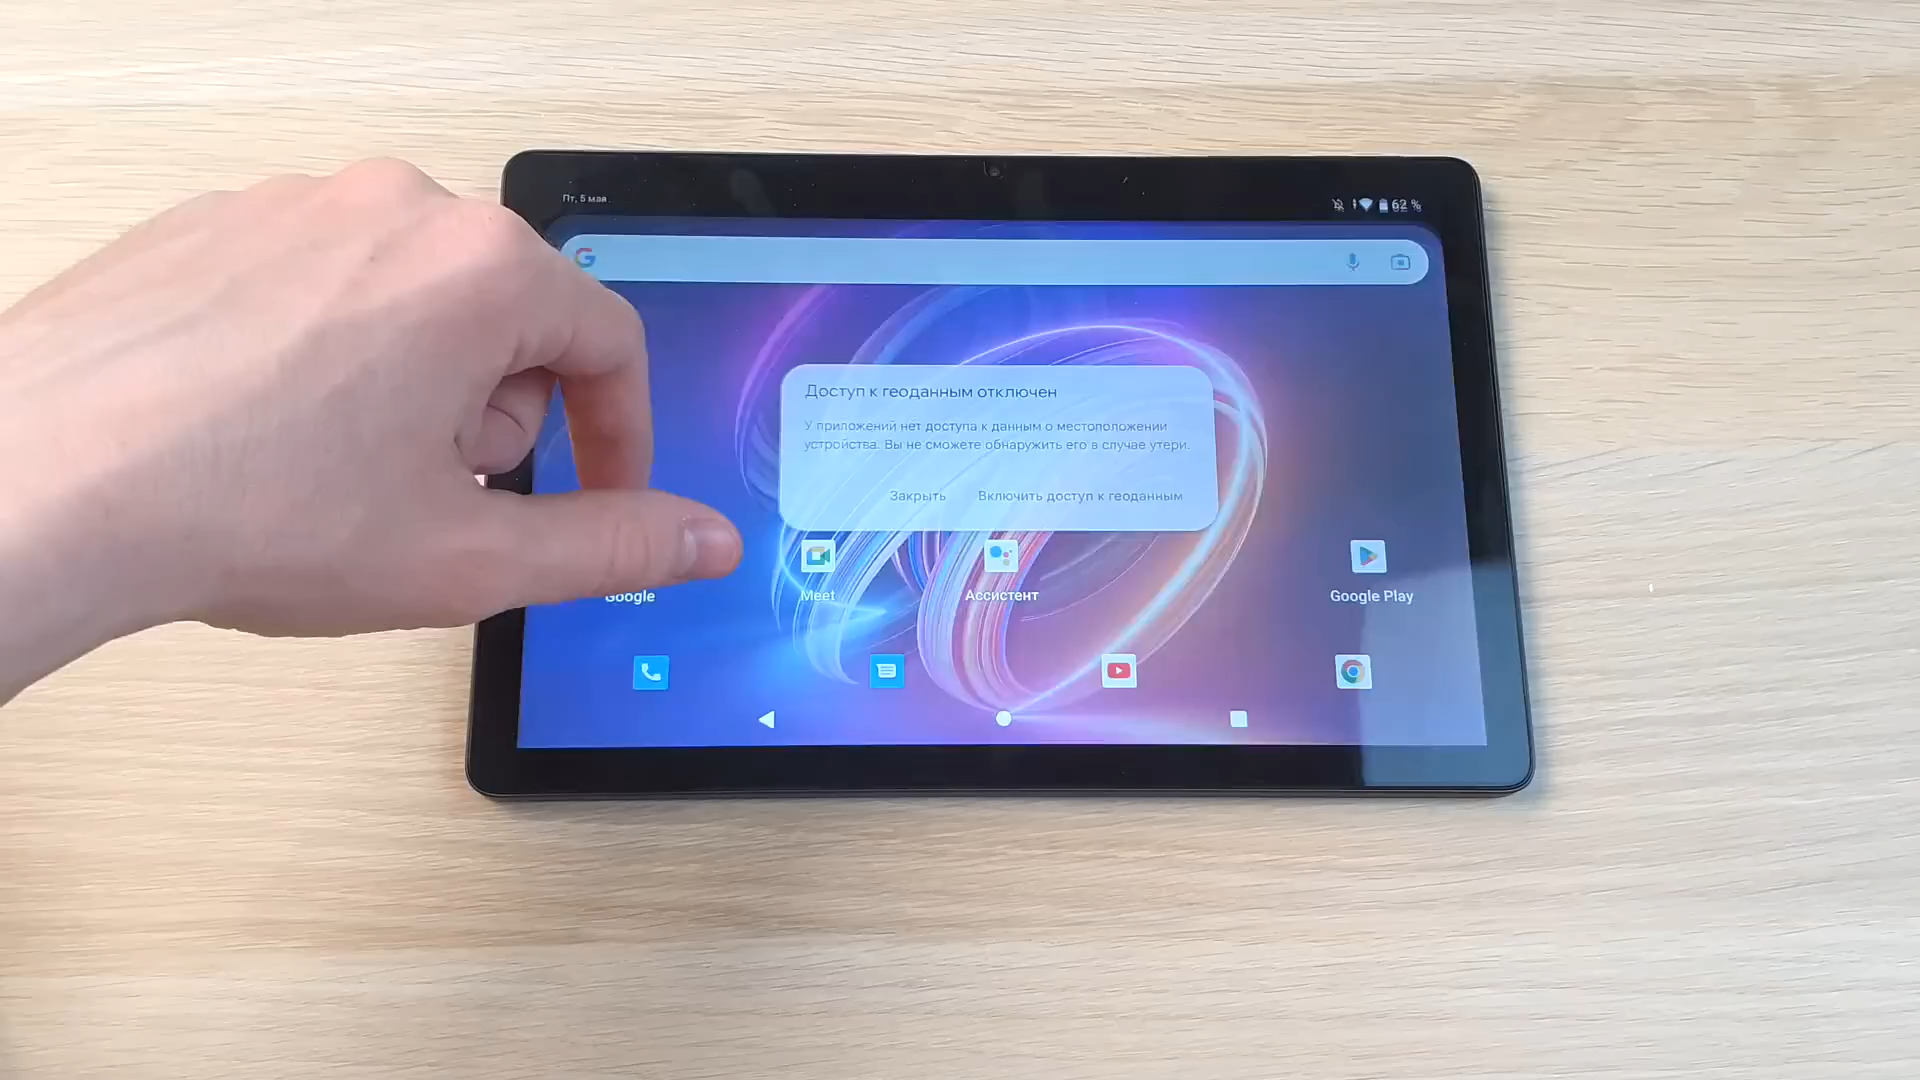 Пт, 5 мая
62 %
G
Доступ к геоданным отключен
У приложений нет доступа к данным о местоположении
устройства. Вы не сможете обнаружить его в случае утери.
Закрыть
Включить доступ к геоданным
Google
Meet
Ассистент
Google Play